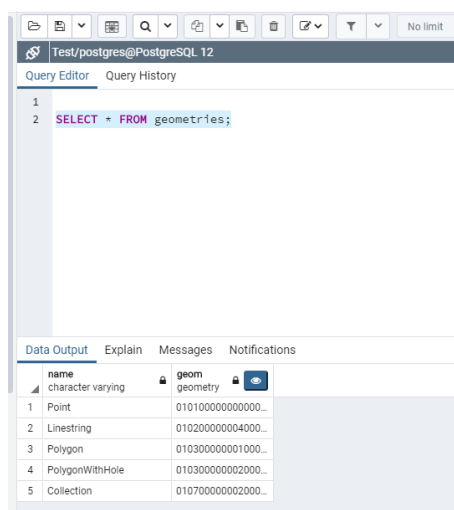 No limit
Test/postgres@PostgreSQL 12
Query Editor Query History
1
2 SELECT * FROM geometries;
Data Output Explain Messages Notifications
name geom
character varying geometry
1 Point 010100000000000...
2 Linestring 010200000004000...
3 Polygon 010300000001000...
4 PolygonWithHole 010300000002000...
5 Collection 010700000002000...